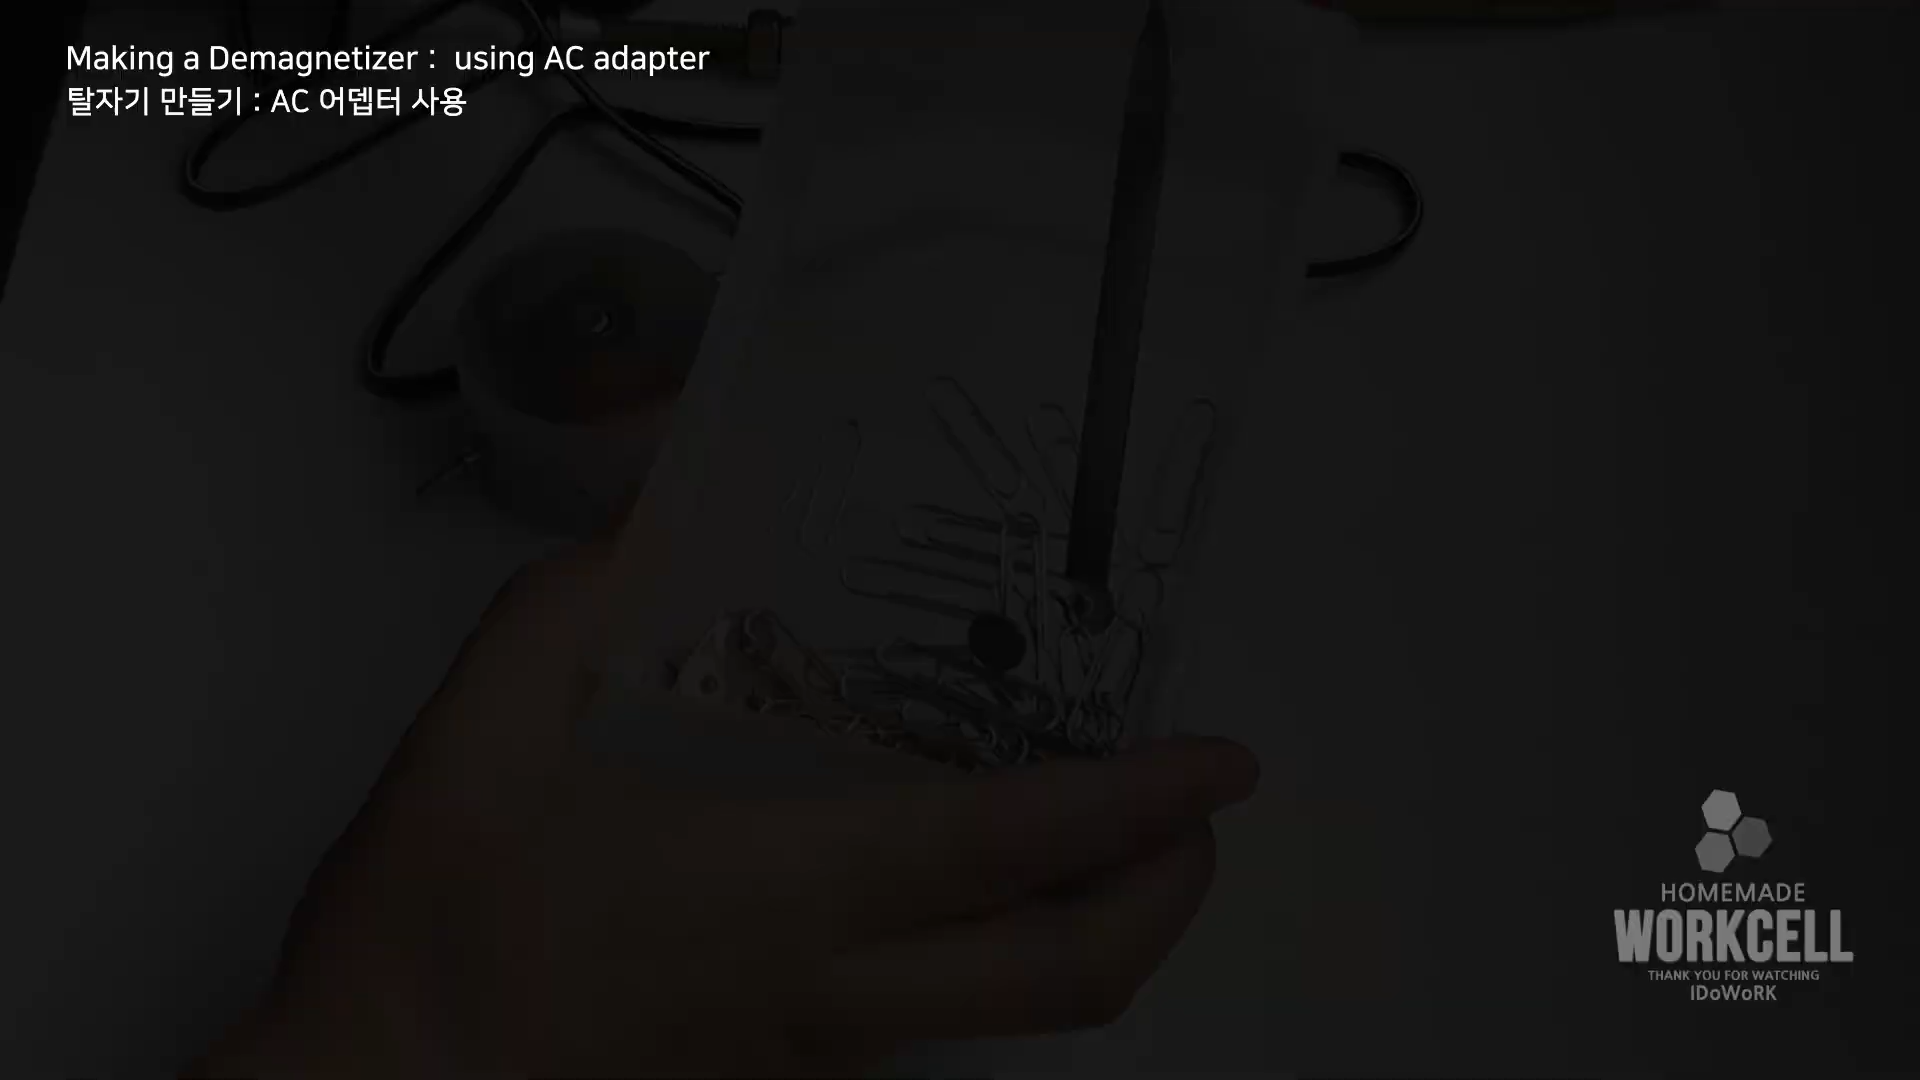 Making a Demagnetizer : using AC adapter
탈자기 만들기 : AC 어뎁터 사용
HOMEMADE
WORKCELL
THANK YOU FOR WATCHING
IDoWoRK